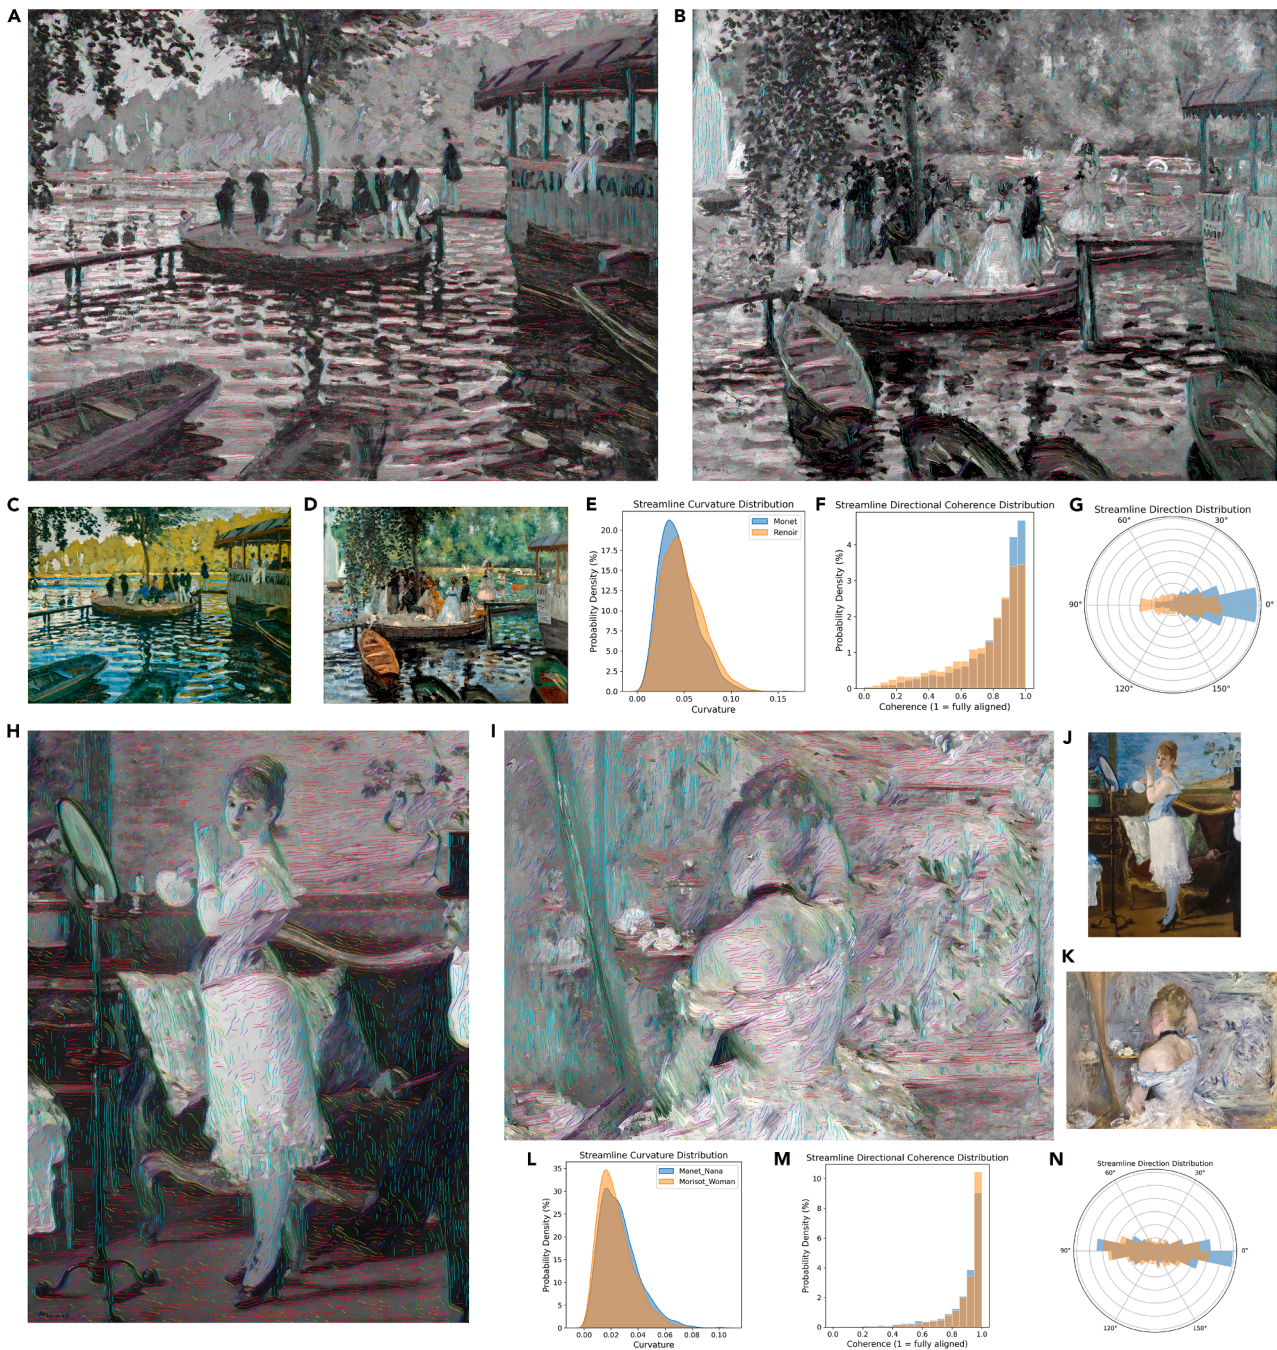 A
B
C
D
E
Streamline Curvature Distribution
Monet
Renoir
Probability Density (%)
20.0
17.5
15.0
12.5
10.0
7.5
5.0
2.5
0.0
0.00 0.05 0.10 0.15
Curvature
F
Streamline Directional Coherence Distribution
Probability Density (%)
4
3
2
1
0
0.0 0.2 0.4 0.6 0.8 1.0
Coherence (1 = fully aligned)
G
Streamline Direction Distribution
60° 30°
90° 0°
120° 150°
H
I
J
K
L
Streamline Curvature Distribution
Manet_Nana
Morisot_Woman
Probability Density (%)
35
30
25
20
15
10
5
0
0.00 0.02 0.04 0.06 0.08 0.10
Curvature
M
Streamline Directional Coherence Distribution
Probability Density (%)
10
8
6
4
2
0
0.0 0.2 0.4 0.6 0.8 1.0
Coherence (1 = fully aligned)
N
Streamline Direction Distribution
60° 30°
90° 0°
120° 150°